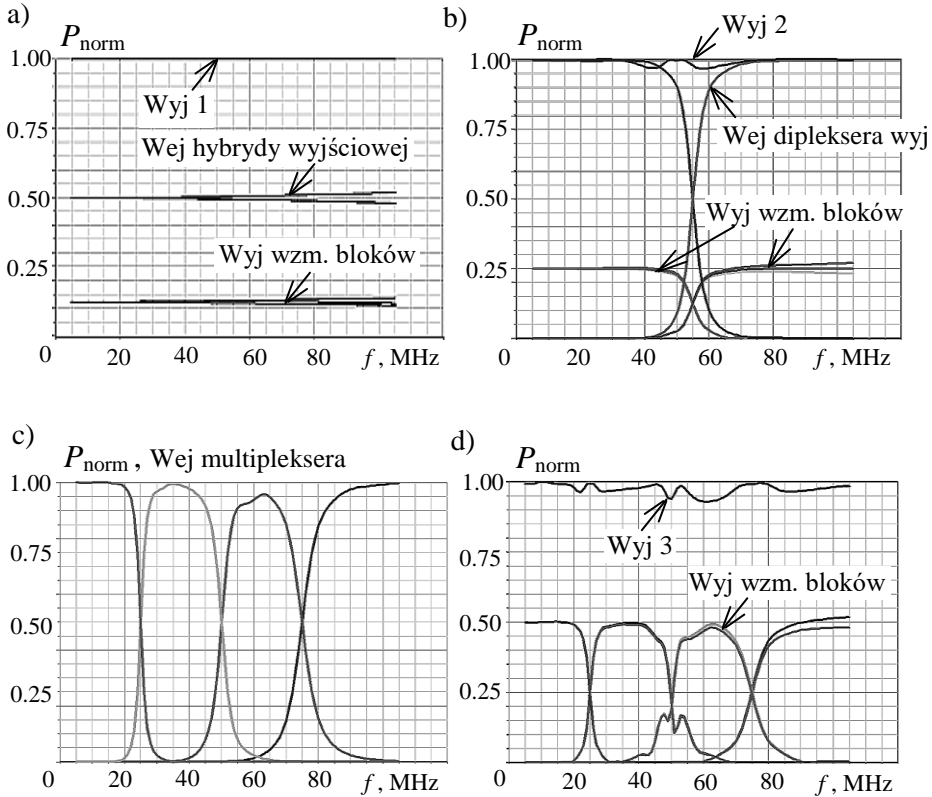 a)
P norm
1.00
Wyj 1
0.75
Wej hybrydy wyjściowej
0.50
Wyj wzm. bloków
0.25
0 20 40 60 80 f , MHz
b)
P norm
Wyj 2
1.00
0.75
Wej dipleksera wyj
0.50
Wyj wzm. bloków
0.25
0 20 40 60 80 f , MHz
c)
P norm , Wej multipleksera
1.00
0.75
0.50
0.25
0 20 40 60 80 f , MHz
d)
P norm
1.00
Wyj 3
0.75
Wyj wzm. bloków
0.50
0.25
0 20 40 60 80 f , MHz